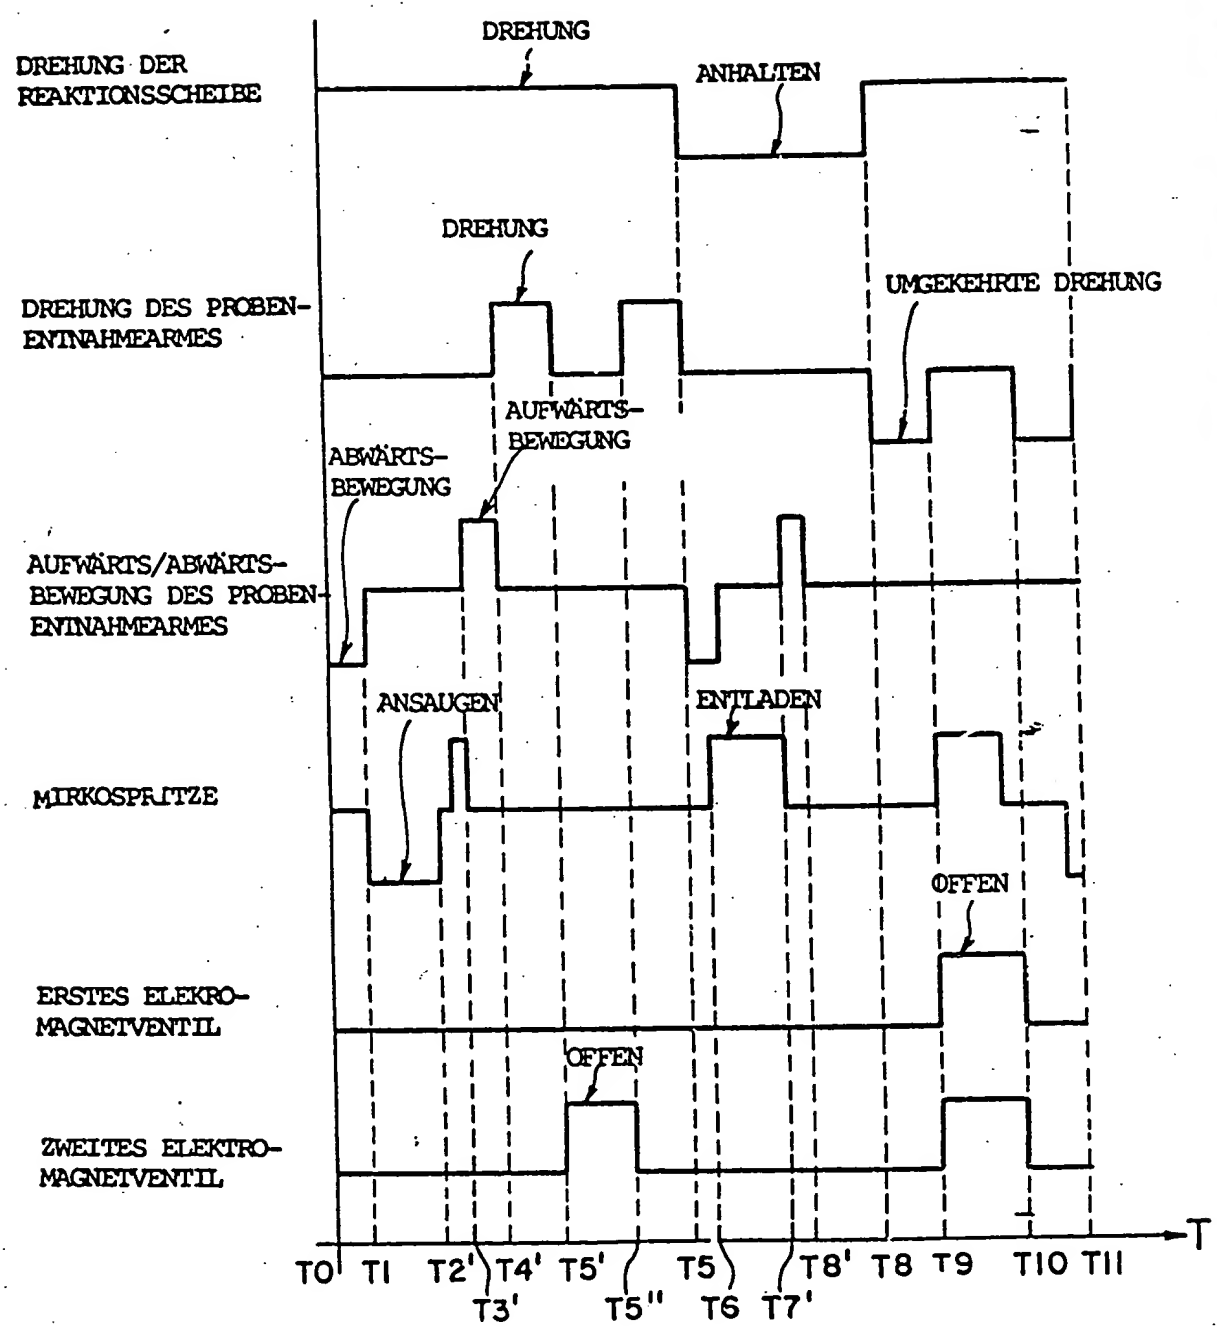 DREHUNG
DREHUNG DER
REAKTIONSSCHEIBE
ANHALTEN
DREHUNG
UMGEKEHRTE DREHUNG
DREHUNG DES PROBEN-
ENTNAHMEARMES
AUFWÄRTS-
BEWEGUNG
ABWÄRTS-
BEWEGUNG
AUFWÄRTS/ABWÄRTS-
BEWEGUNG DES PROBEN-
ENTNAHMEARMES
ANSAUGEN
ENTLADEN
MIRKOSPRITZE
OFFEN
ERSTES ELEKRO-
MAGNETVENTIL
OFFEN
ZWEITES ELEKTRO-
MAGNETVENTIL
T
T0 T1 T2' T4' T5' T5 T8' T8 T9 T10 T11
T3' T5'' T6 T7'